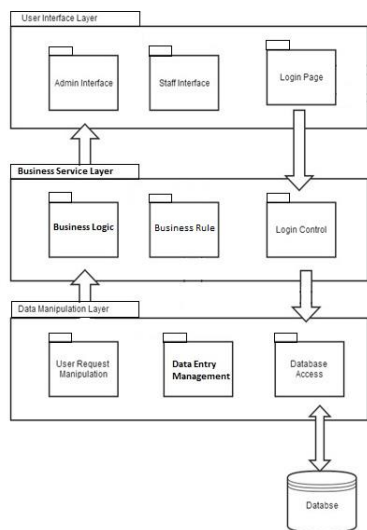 User Interface Layer
Admin Interface
Staff Interface
Login Page
Business Service Layer
Business Logic
Business Rule
Login Control
Data Manipulation Layer
User Request
Manipulation
Data Entry
Management
Database
Access
Databse